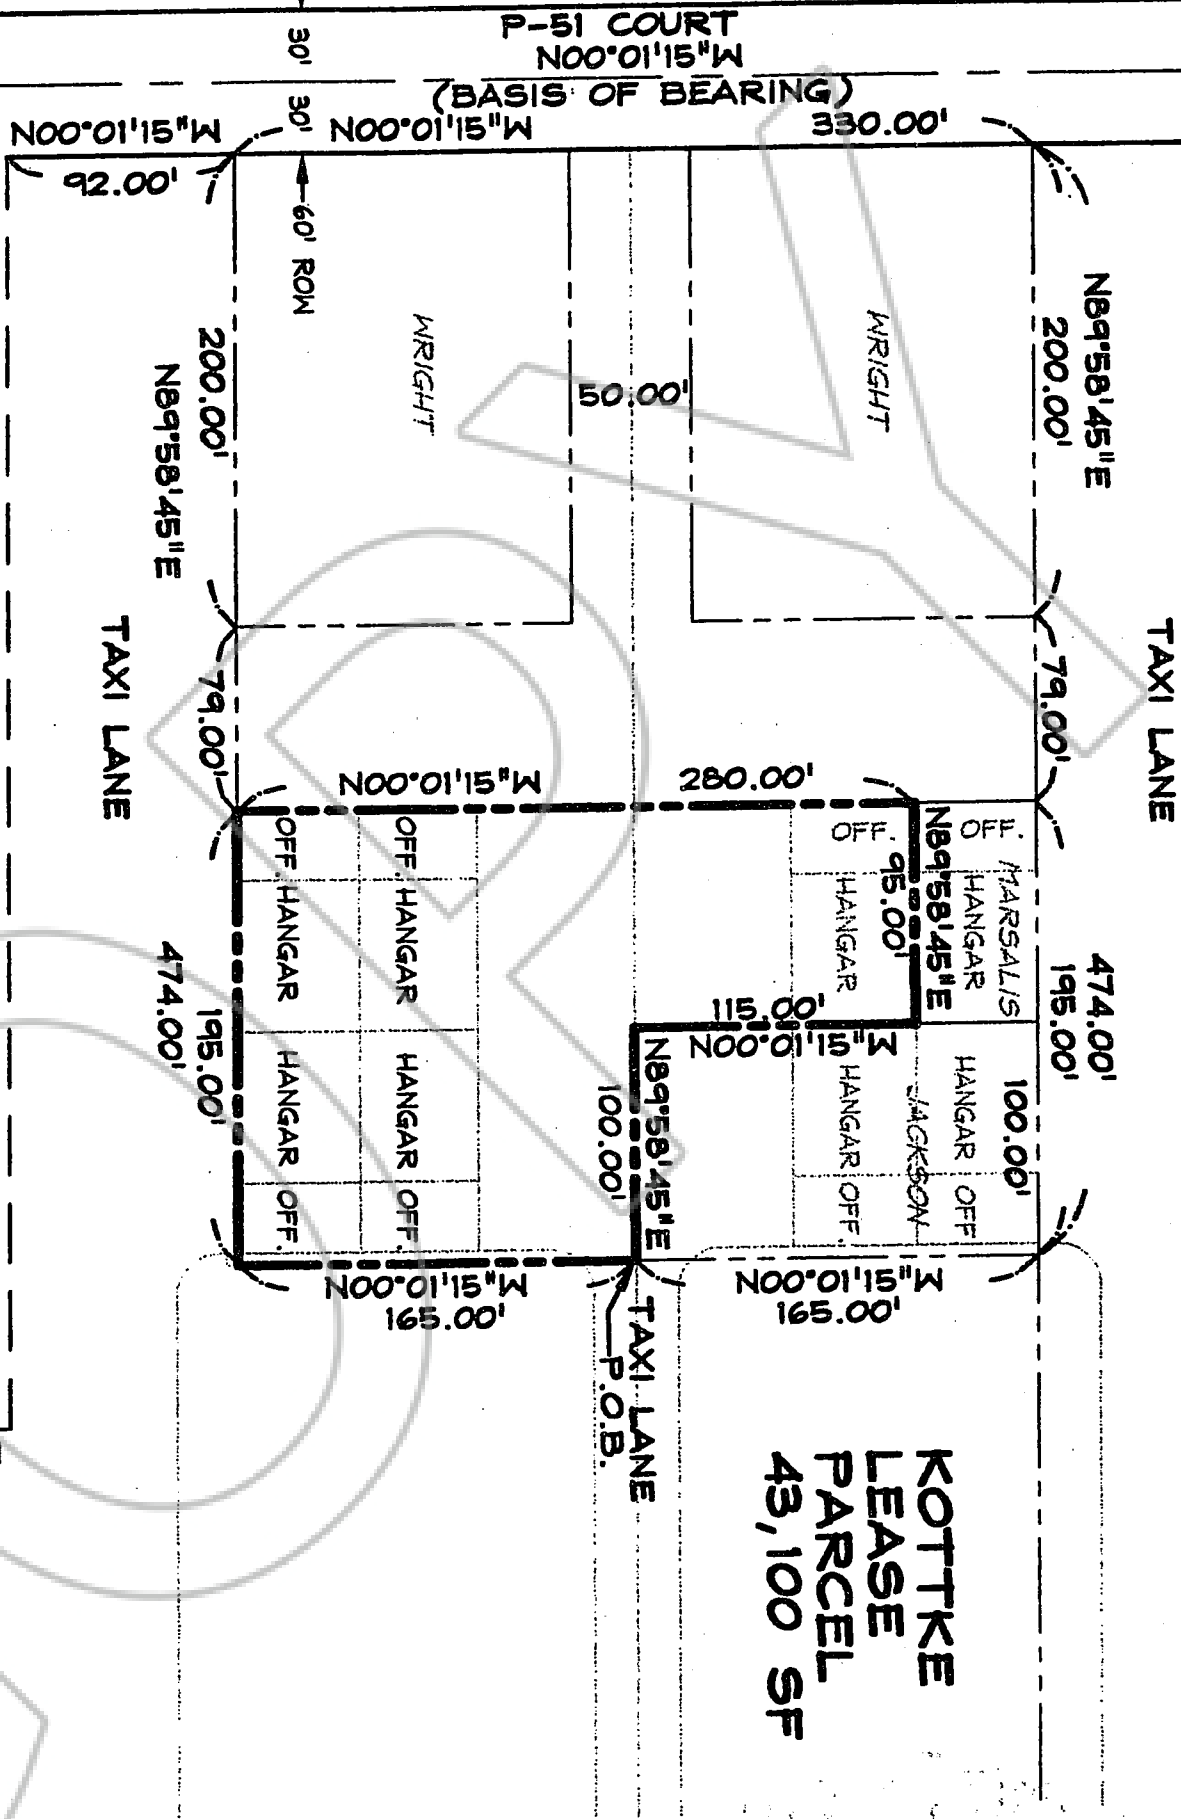 P-51 COURT
N00°01'15"W
(BASIS OF BEARING)
30'
30'
N00°01'15"W
N00°01'15"W
330.00'
92.00'
60' ROW
N89°58'45"E
200.00'
WRIGHT
WRIGHT
50.00'
200.00'
N89°58'45"E
TAXI LANE
79.00'
79.00'
TAXI LANE
N00°01'15"W
280.00'
N89°58'45"E
95.00'
OFF.
OFF.
OFF.
OFF.
MARSALIS
HANGAR
HANGAR
HANGAR
HANGAR
474.00'
195.00'
115.00'
N00°01'15"W
100.00'
HANGAR
OFF
JACKSON
HANGAR
OFF.
N89°58'45"E
100.00'
HANGAR
OFF.
HANGAR
OFF.
195.00'
474.00'
N00°01'15"W
165.00'
N00°01'15"W
165.00'
TAXI LANE
P.O.B.
KOTTKE
LEASE
PARCEL
43,100 SF
COPY